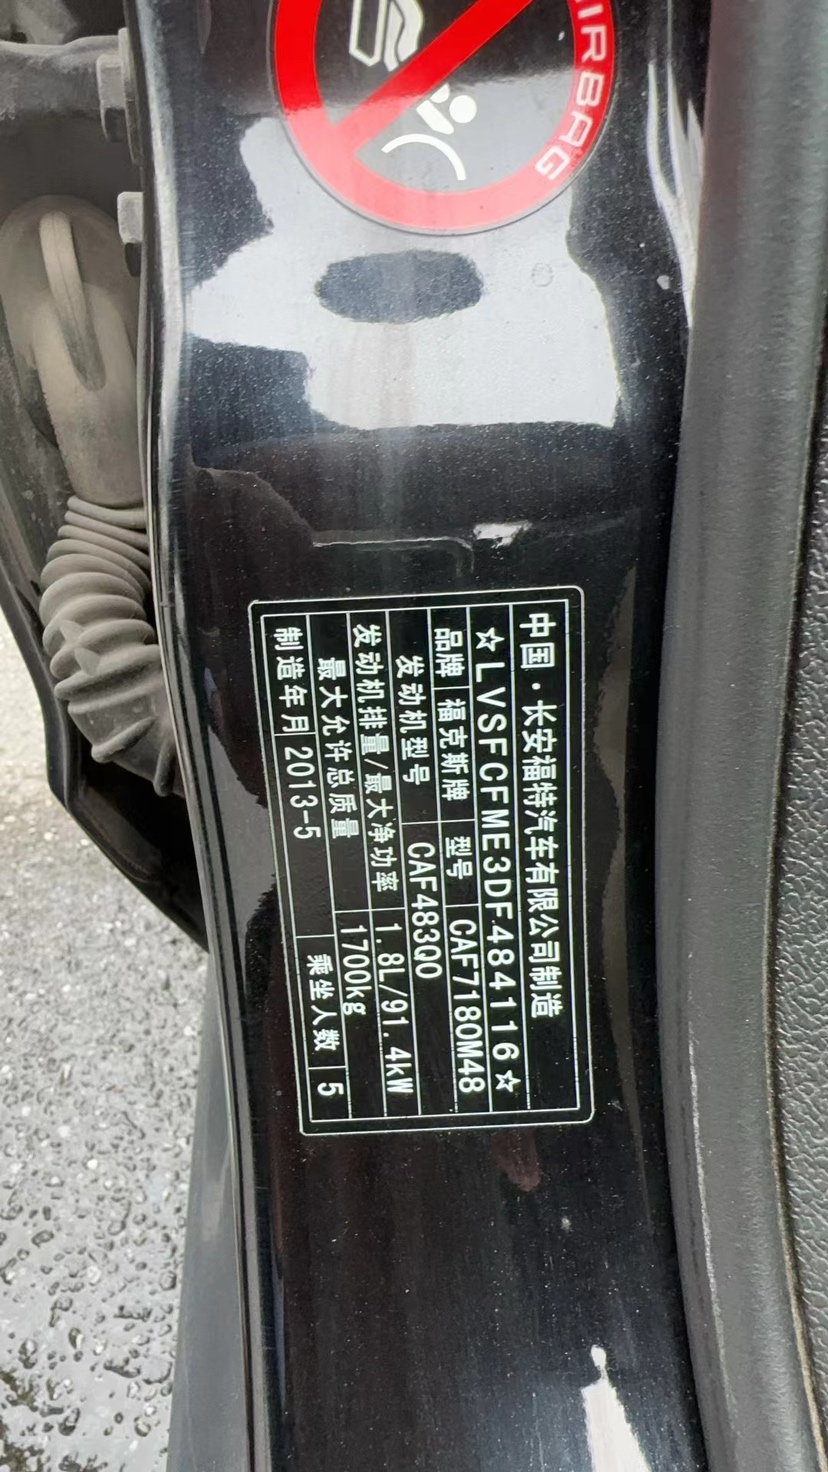 AIRBAG
中国·长安福特汽车有限公司制造
☆LVSFCFME3DF484116☆
品牌 福克斯牌 型号 CAF7180M48
发动机型号 CAF483Q0
发动机排量/最大净功率 1.8L/91.4kW
最大允许总质量 1700kg
制造年月 2013-5 乘坐人数 5